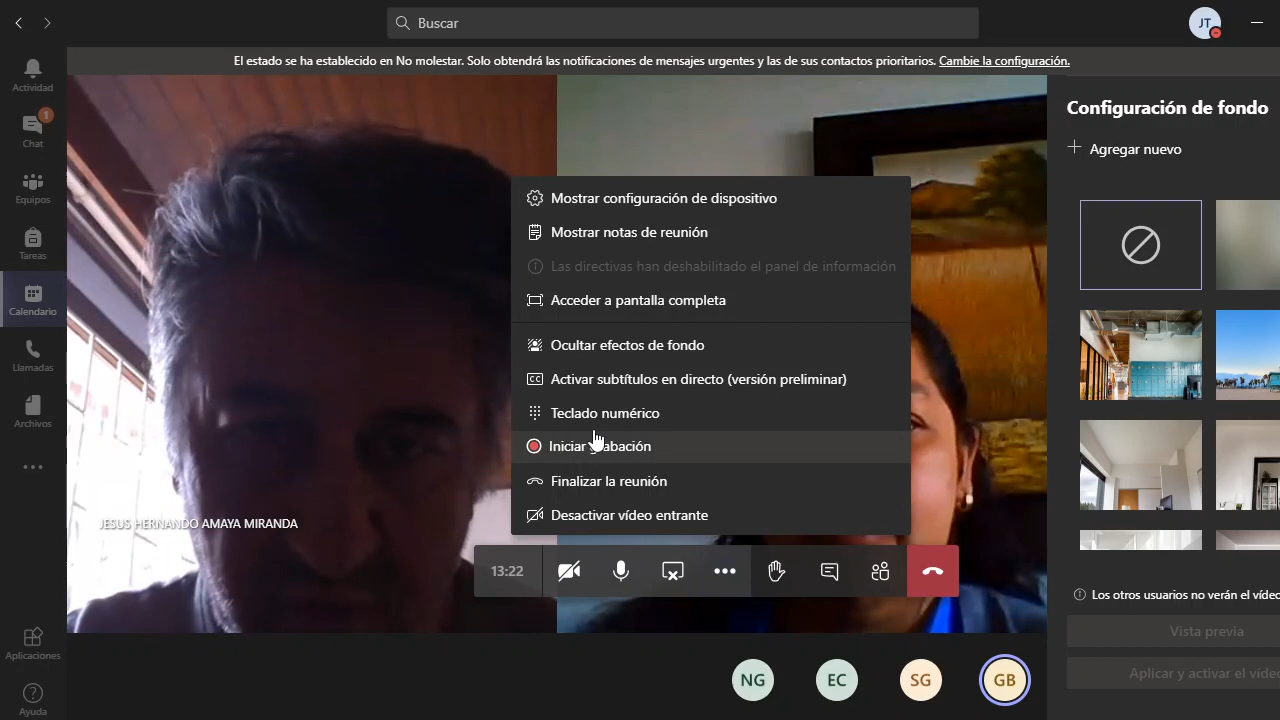 Buscar
JT
El estado se ha establecido en No molestar. Solo obtendrá las notificaciones de mensajes urgentes y las de sus contactos prioritarios. Cambie la configuración.
Actividad
1
Chat
Equipos
Tareas
Calendario
Llamadas
Archivos
Aplicaciones
Ayuda
JESUS HERNANDO AMAYA MIRANDA
Mostrar configuración de dispositivo
Mostrar notas de reunión
Las directivas han deshabilitado el panel de información
Acceder a pantalla completa
Ocultar efectos de fondo
CC Activar subtítulos en directo (versión preliminar)
Teclado numérico
Iniciar grabación
Finalizar la reunión
Desactivar vídeo entrante
13:22
NG
EC
SG
GB
Configuración de fondo
Agregar nuevo
Los otros usuarios no verán el vídeo
Vista previa
Aplicar y activar el vídeo